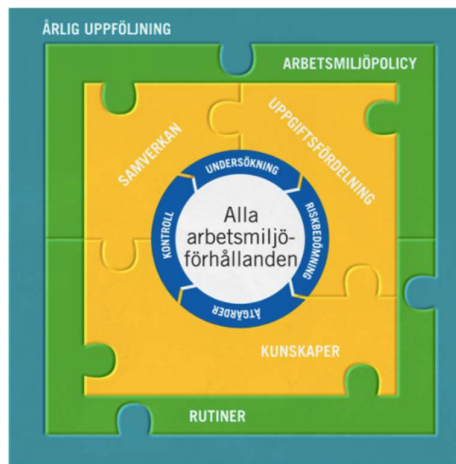 ÅRLIG UPPFÖLJNING
ARBETSMILJÖPOLICY
SAMVERKAN
UPPGIFTSFÖRDELNING
UNDERSÖKNING
RISKBEDÖMNING
ÅTGÄRDER
KONTROLL
Alla
arbetsmiljö-
förhållanden
KUNSKAPER
RUTINER